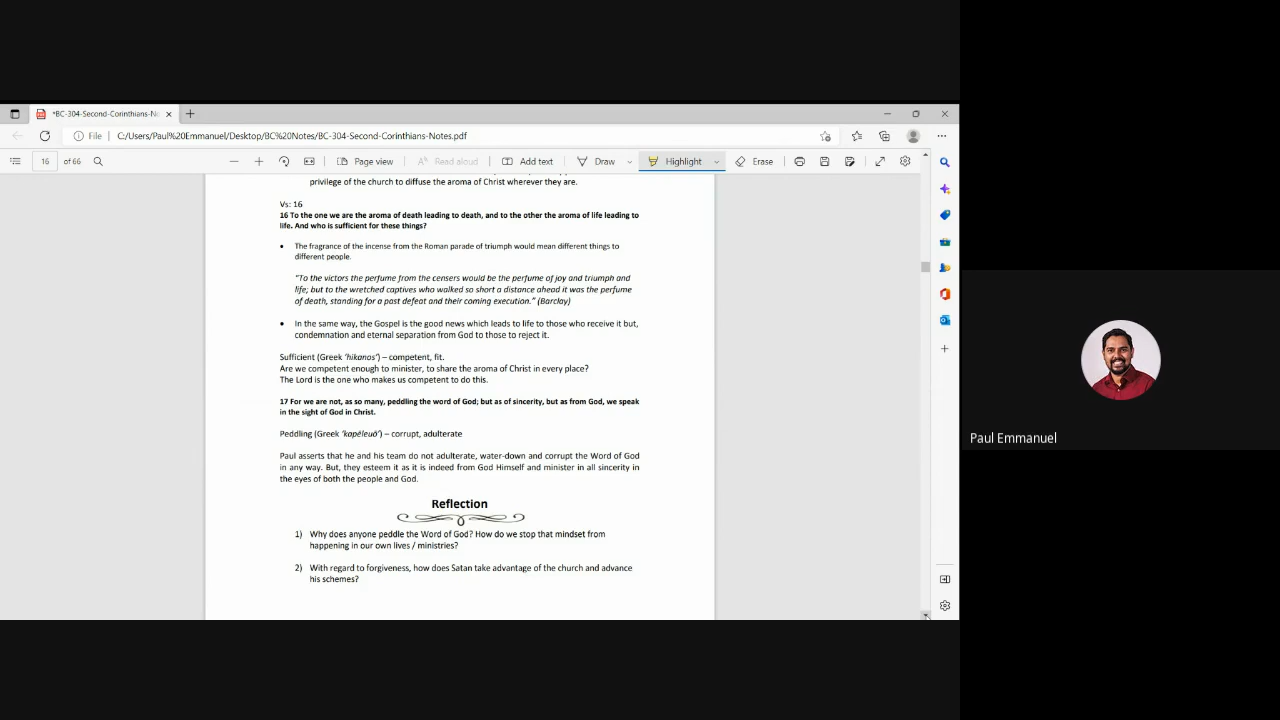 *BC-304-Second-Corinthians-No
File
C:/Users/Paul%20Emmanuel/Desktop/BC%20Notes/BC-304-Second-Corinthians-Notes.pdf
16 of 66
Page view
Read aloud
Add text
Draw
Highlight
Erase
privilege of the church to diffuse the aroma of Christ wherever they are.
Vs: 16
16 To the one we are the aroma of death leading to death, and to the other the aroma of life leading to
life. And who is sufficient for these things?
• The fragrance of the incense from the Roman parade of triumph would mean different things to
different people.
"To the victors the perfume from the censers would be the perfume of joy and triumph and
life; but to the wretched captives who walked so short a distance ahead it was the perfume
of death, standing for a past defeat and their coming execution." (Barclay)
• In the same way, the Gospel is the good news which leads to life to those who receive it but,
condemnation and eternal separation from God to those to reject it.
Sufficient (Greek 'hikanos') – competent, fit.
Are we competent enough to minister, to share the aroma of Christ in every place?
The Lord is the one who makes us competent to do this.
17 For we are not, as so many, peddling the word of God; but as of sincerity, but as from God, we speak
in the sight of God in Christ.
Peddling (Greek 'kapēleuō') – corrupt, adulterate
Paul asserts that he and his team do not adulterate, water-down and corrupt the Word of God
in any way. But, they esteem it as it is indeed from God Himself and minister in all sincerity in
the eyes of both the people and God.
Reflection
1) Why does anyone peddle the Word of God? How do we stop that mindset from
happening in our own lives / ministries?
2) With regard to forgiveness, how does Satan take advantage of the church and advance
his schemes?
Paul Emmanuel